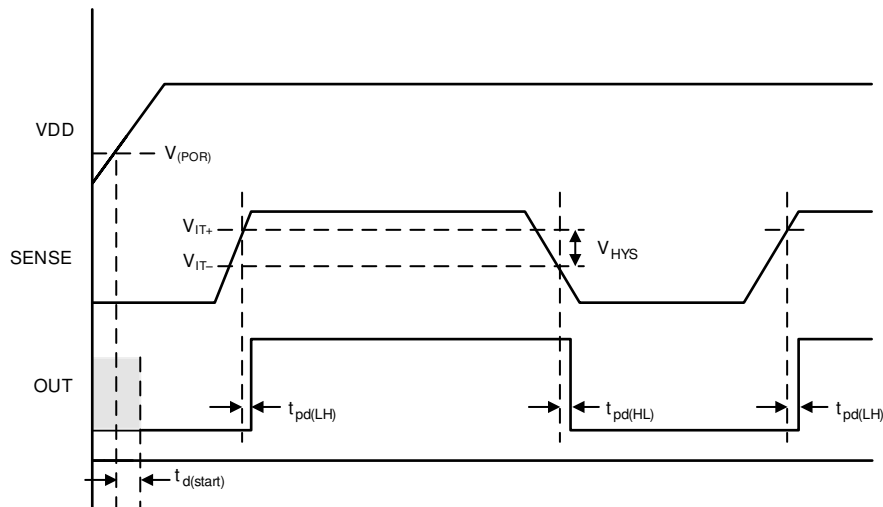 VDD
V(POR)
VIT+
VHYS
SENSE
VIT–
OUT
tpd(LH)
tpd(HL)
tpd(LH)
td(start)